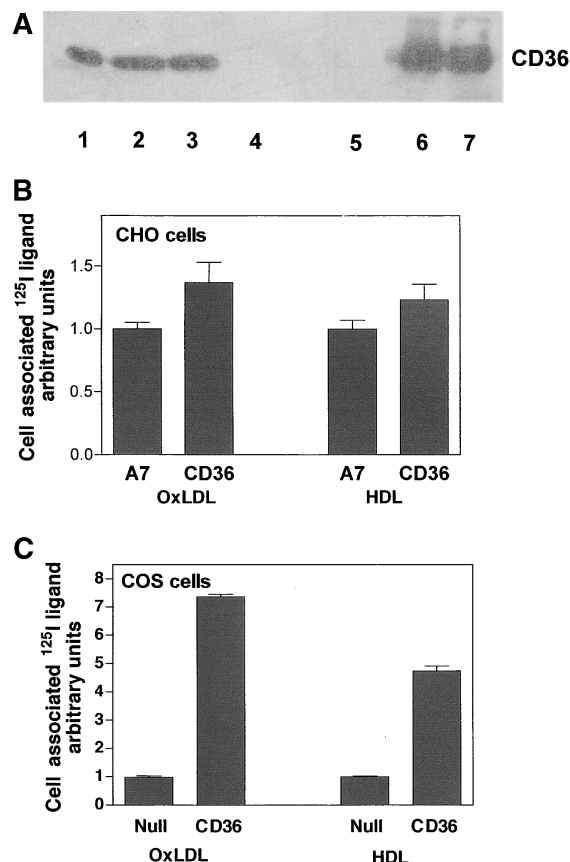 A
CD36
1 2 3 4 5 6 7
B
Cell associated ¹²⁵I ligand
arbitrary units
CHO cells
1.5
1.0
0.5
0.0
A7 CD36 A7 CD36
OxLDL HDL
C
Cell associated ¹²⁵I ligand
arbitrary units
COS cells
8
7
6
5
4
3
2
1
0
Null CD36 Null CD36
OxLDL HDL